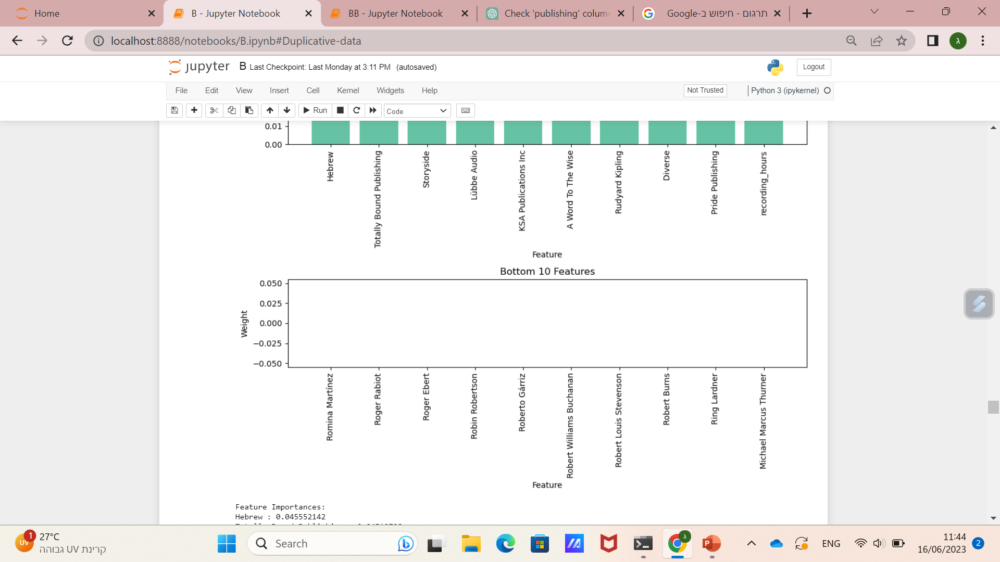 Home
B - Jupyter Notebook
BB - Jupyter Notebook
Check 'publishing' colum
תרגום - חיפוש ב-Google
localhost:8888/notebooks/B.ipynb#Duplicative-data
λ
jupyter
B Last Checkpoint: Last Monday at 3:11 PM (autosaved)
Logout
File Edit View Insert Cell Kernel Widgets Help
Not Trusted
Python 3 (ipykernel)
Run
Code
0.01
0.00
Hebrew
Totally Bound Publishing
Storyside
Lübbe Audio
KSA Publications Inc
A Word To The Wise
Rudyard Kipling
Diverse
Pride Publishing
recording_hours
Feature
Bottom 10 Features
Weight
0.050
0.025
0.000
−0.025
−0.050
Romina Martínez
Roger Rabiot
Roger Ebert
Robin Robertson
Roberto Gárriz
Robert Williams Buchanan
Robert Louis Stevenson
Robert Burns
Ring Lardner
Michael Marcus Thurner
Feature
Feature Importances:
Hebrew : 0.045552142
UV
1
27°C
קרינת UV גבוהה
Search
P
ENG
11:44
16/06/2023
2